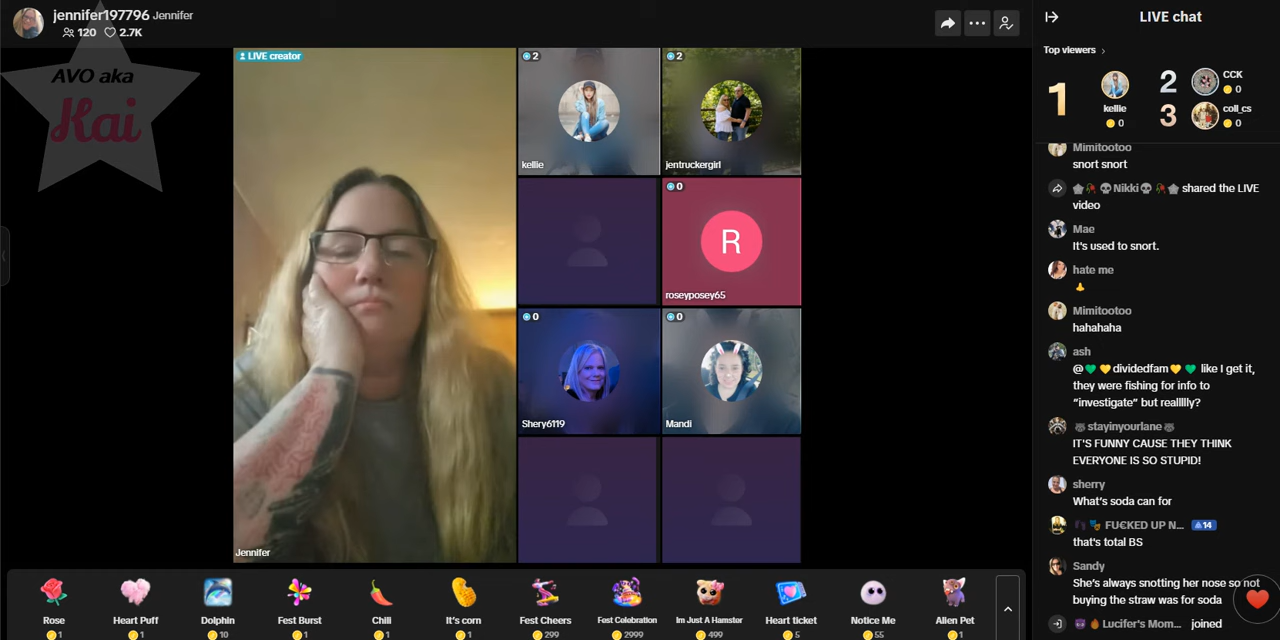 jennifer197796 Jennifer
120 2.7K
AVO aka
Kai
LIVE creator
Jennifer
2
kellie
2
jentruckergirl
0
R
roseyposey65
0
Shery6119
0
Mandi
Rose
1
Heart Puff
1
Dolphin
10
Fest Burst
1
Chili
1
It's corn
1
Fest Cheers
299
Fest Celebration
2999
Im Just A Hamster
499
Heart ticket
5
Notice Me
55
Alien Pet
1
LIVE chat
Top viewers
1
kellie
0
2
CCK
0
3
coll_cs
0
Mimitootoo
snort snort
Nikki shared the LIVE
video
Mae
It's used to snort.
hate me
Mimitootoo
hahahaha
ash
@💚💛dividedfam💛💚 like I get it,
they were fishing for info to
“investigate” but reallllly?
stayinyourlane
IT'S FUNNY CAUSE THEY THINK
EVERYONE IS SO STUPID!
sherry
What's soda can for
FU€KED UP N... 14
that's total BS
Sandy
She's always snotting her nose so not
buying the straw was for soda
Lucifer's Mom... joined